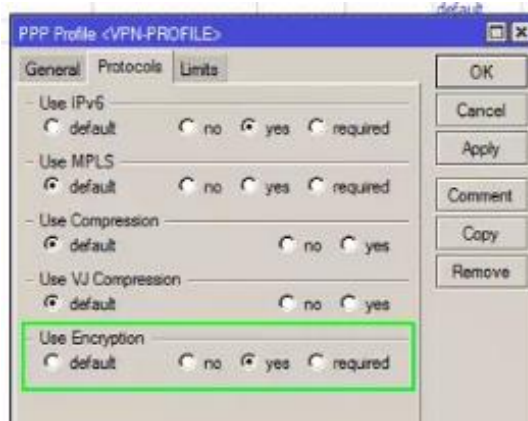 default
PPP Profile <VPN-PROFILE>
General Protocols Limits
OK
Cancel
Apply
Comment
Copy
Remove
Use IPv6
default no yes required
Use MPLS
default no yes required
Use Compression
default no yes
Use VJ Compression
default no yes
Use Encryption
default no yes required